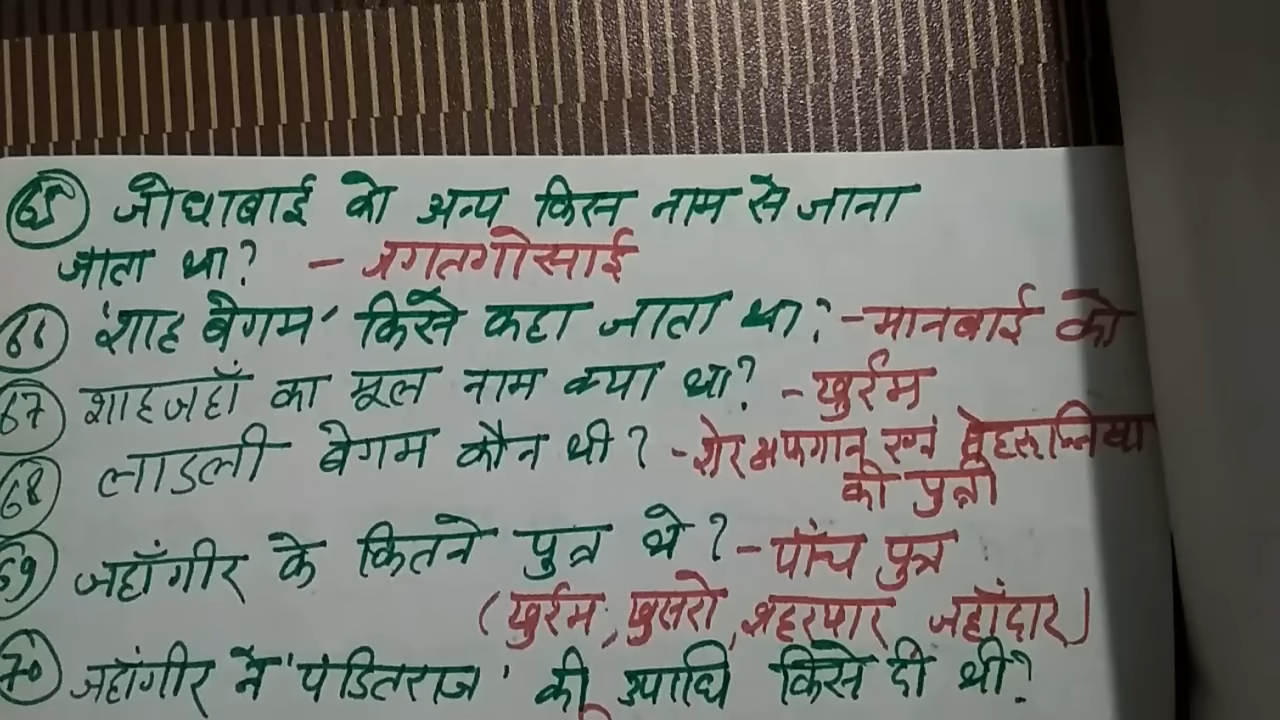 65 जोधाबाई को अन्य किस नाम से जाना
जाता था? - जगतगोसाई
66 'शाह बेगम' किसे कहा जाता था? - मानबाई को
67 शाहजहाँ का मूल नाम क्या था? - खुर्रम
68 लाडली बेगम कौन थी? - शेर अफगान एवं मेहरून्निसा
की पुत्री
69 जहाँगीर के कितने पुत्र थे? - पाँच पुत्र
(खुर्रम, खुसरो, शहरयार, जहाँदार)
70 जहांगीर ने 'पंडितराज' की उपाधि किसे दी थी?